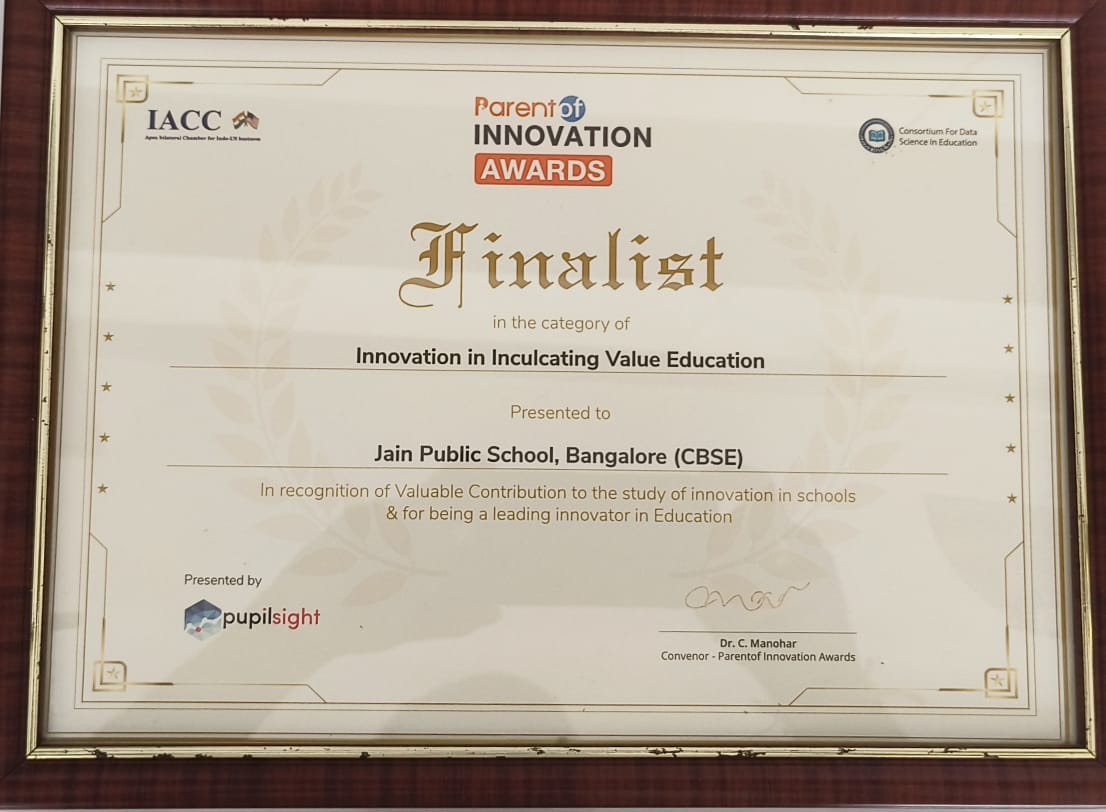 IACC
Apex bilateral Chamber for Indo-US business
Parentof
INNOVATION
AWARDS
Consortium For Data
Science In Education
Finalist
in the category of
Innovation in Inculcating Value Education
Presented to
Jain Public School, Bangalore (CBSE)
In recognition of Valuable Contribution to the study of innovation in schools
& for being a leading innovator in Education
Presented by
pupilsight
Dr. C. Manohar
Convenor - Parentof Innovation Awards